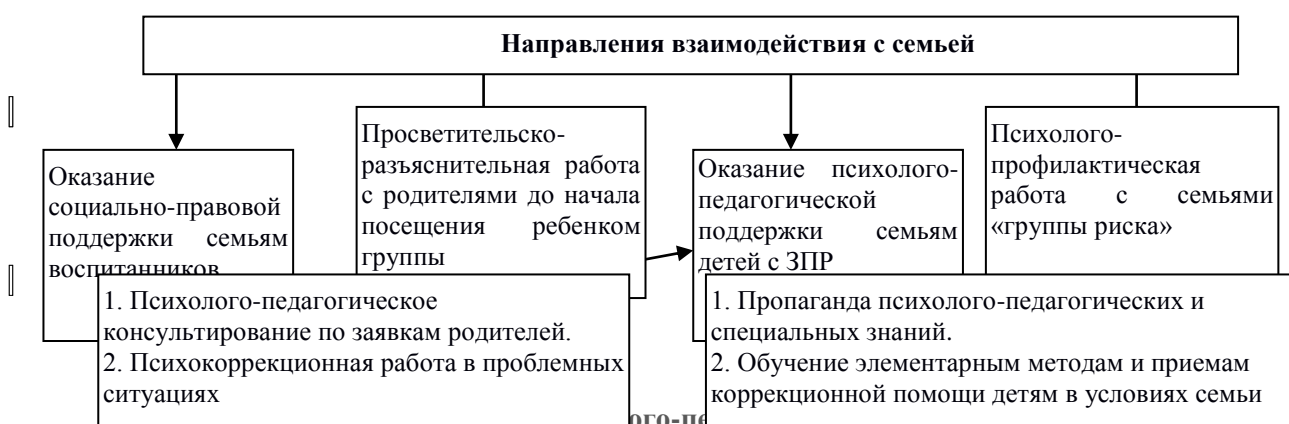 Направления взаимодействия с семьей
Оказание
социально-правовой
поддержки семьям
воспитанников
Просветительско-
разъяснительная работа
с родителями до начала
посещения ребенком
группы
Оказание психолого-
педагогической
поддержки семьям
детей с ЗПР
Психолого-
профилактическая
работа с семьями
«группы риска»
1. Психолого-педагогическое
консультирование по заявкам родителей.
2. Психокоррекционная работа в проблемных
ситуациях
1. Пропаганда психолого-педагогических и
специальных знаний.
2. Обучение элементарным методам и приемам
коррекционной помощи детям в условиях семьи